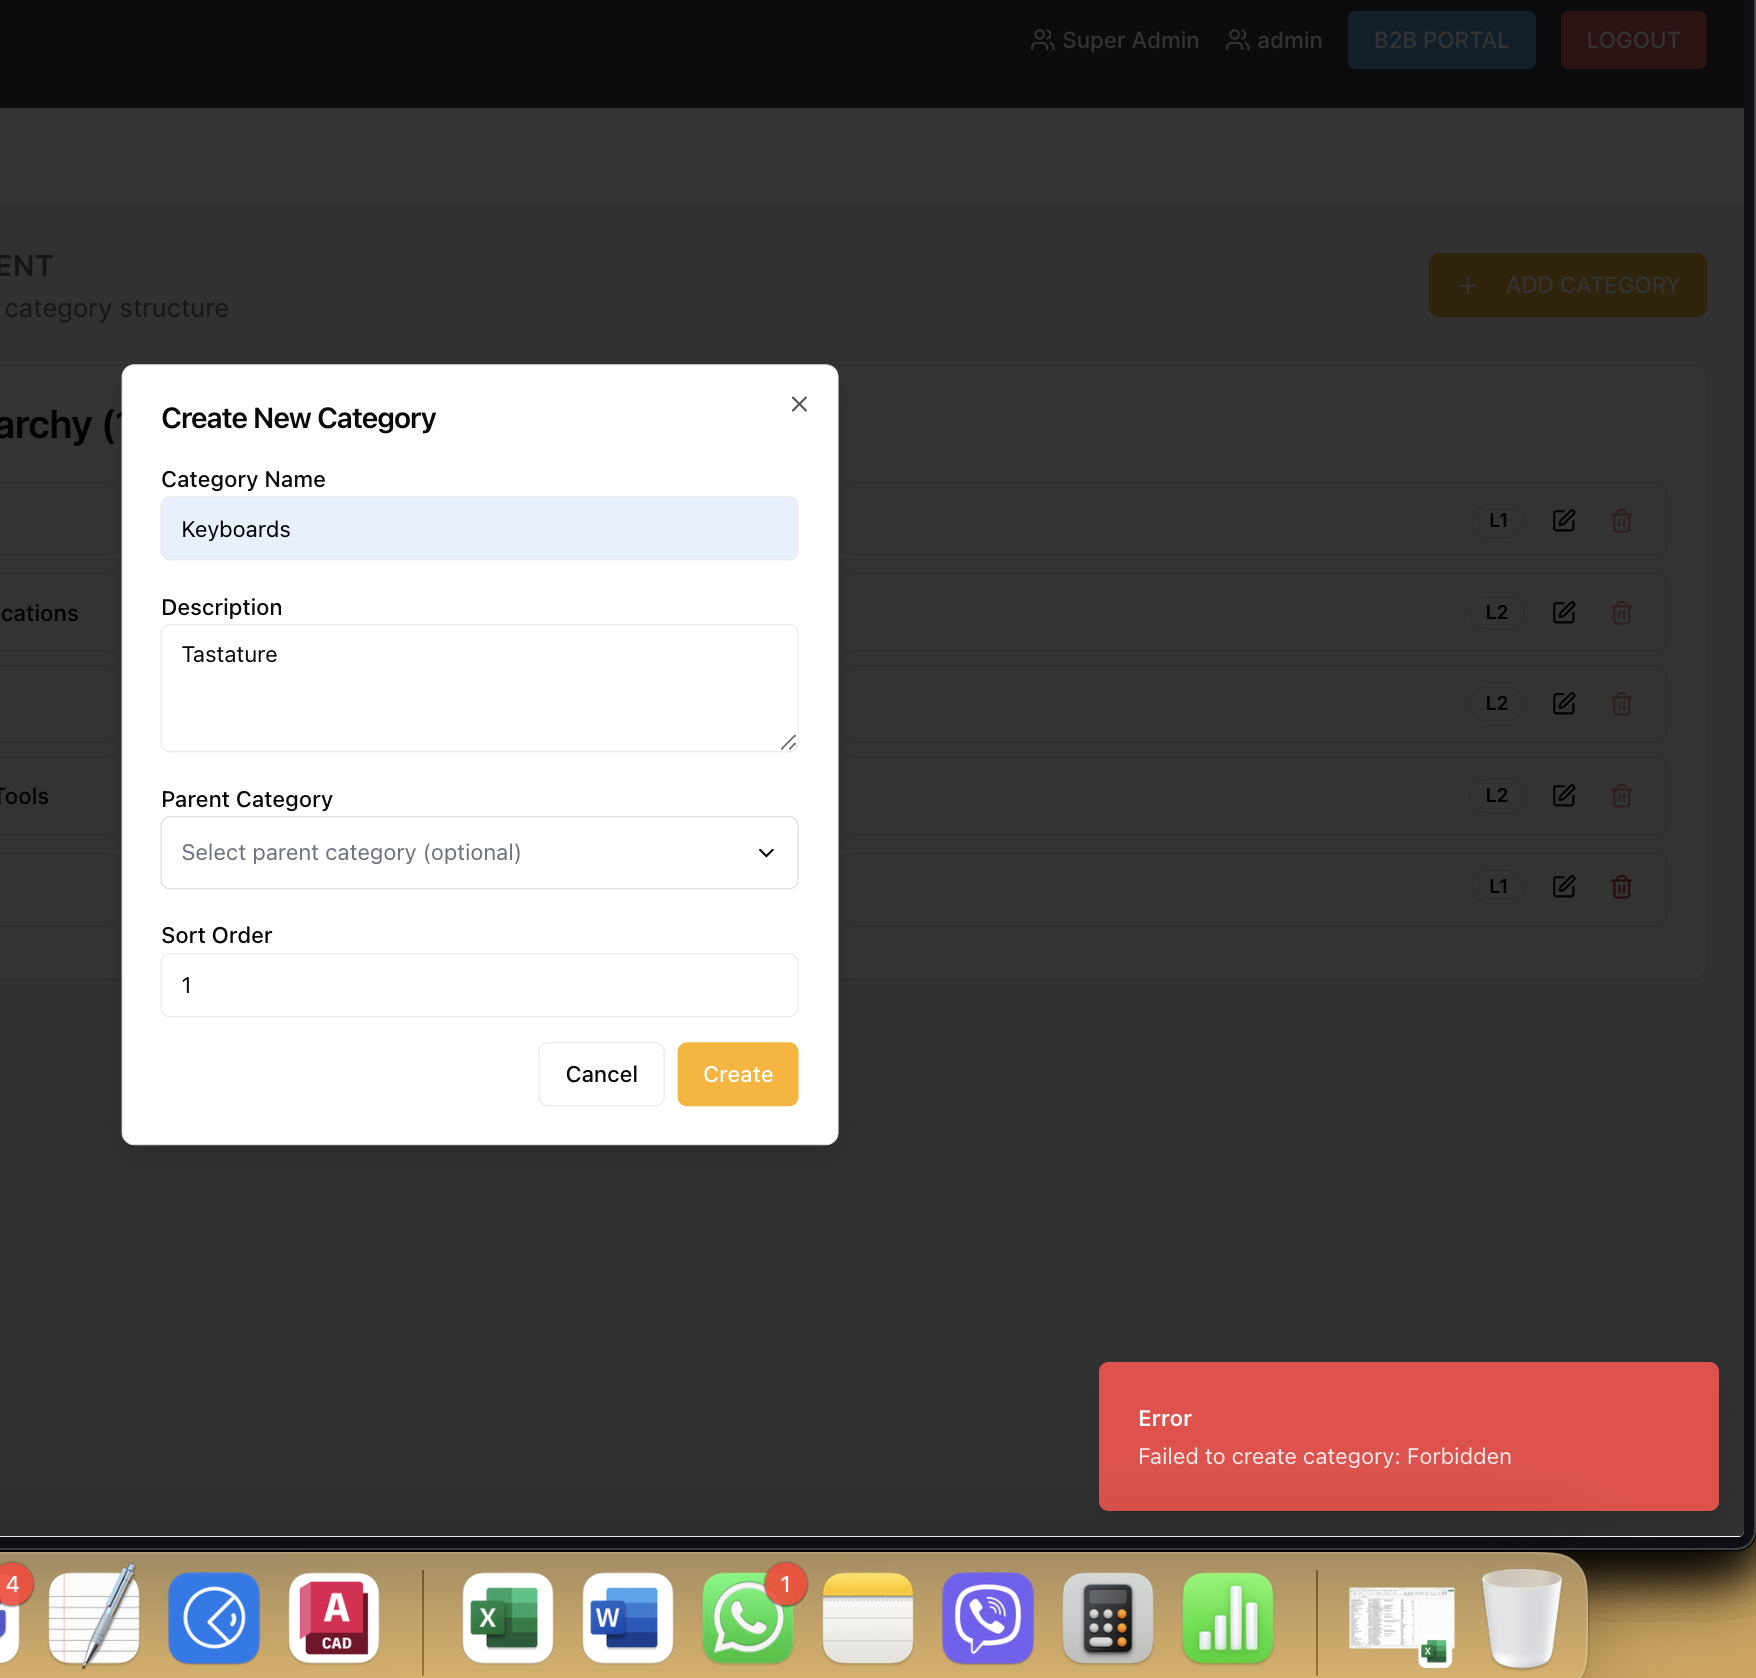 Super Admin
admin
B2B PORTAL
LOGOUT
ENT
category structure
ADD CATEGORY
archy (1
Create New Category
Category Name
Keyboards
L1
Description
cations
L2
Tastature
L2
Parent Category
Tools
L2
Select parent category (optional)
L1
Sort Order
1
Cancel
Create
Error
Failed to create category: Forbidden
4
A
CAD
X
W
1
X